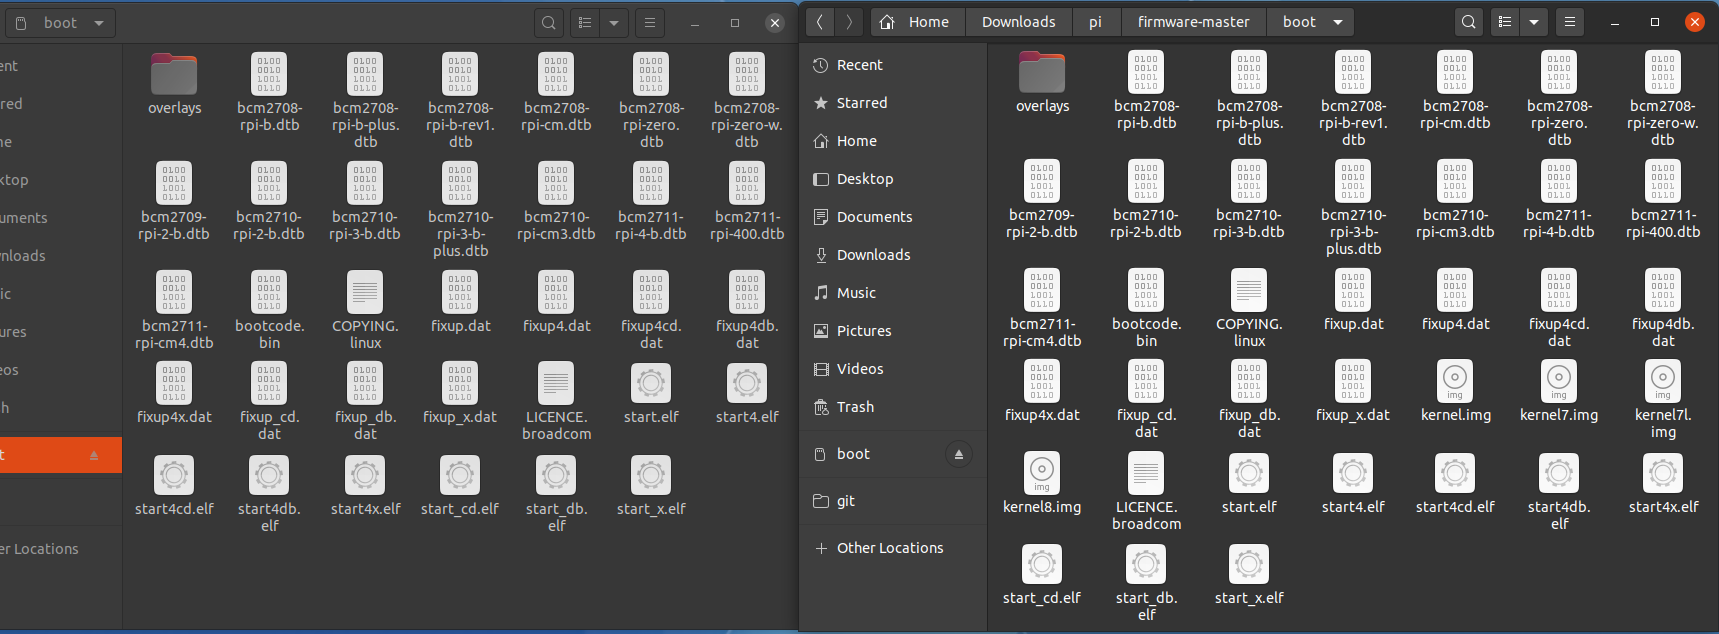 boot
ent
red
ne
ktop
uments
nloads
ic
ures
eos
h
t
er Locations
overlays
bcm2708-
rpi-b.dtb
bcm2708-
rpi-b-plus.
dtb
bcm2708-
rpi-b-rev1.
dtb
bcm2708-
rpi-cm.dtb
bcm2708-
rpi-zero.
dtb
bcm2708-
rpi-zero-w.
dtb
bcm2709-
rpi-2-b.dtb
bcm2710-
rpi-2-b.dtb
bcm2710-
rpi-3-b.dtb
bcm2710-
rpi-3-b-
plus.dtb
bcm2710-
rpi-cm3.dtb
bcm2711-
rpi-4-b.dtb
bcm2711-
rpi-400.dtb
bcm2711-
rpi-cm4.dtb
bootcode.
bin
COPYING.
linux
fixup.dat
fixup4.dat
fixup4cd.
dat
fixup4db.
dat
fixup4x.dat
fixup_cd.
dat
fixup_db.
dat
fixup_x.dat
LICENCE.
broadcom
start.elf
start4.elf
start4cd.elf
start4db.
elf
start4x.elf
start_cd.elf
start_db.
elf
start_x.elf
Home
Downloads
pi
firmware-master
boot
Recent
Starred
Home
Desktop
Documents
Downloads
Music
Pictures
Videos
Trash
boot
git
Other Locations
overlays
bcm2708-
rpi-b.dtb
bcm2708-
rpi-b-plus.
dtb
bcm2708-
rpi-b-rev1.
dtb
bcm2708-
rpi-cm.dtb
bcm2708-
rpi-zero.
dtb
bcm2708-
rpi-zero-w.
dtb
bcm2709-
rpi-2-b.dtb
bcm2710-
rpi-2-b.dtb
bcm2710-
rpi-3-b.dtb
bcm2710-
rpi-3-b-
plus.dtb
bcm2710-
rpi-cm3.dtb
bcm2711-
rpi-4-b.dtb
bcm2711-
rpi-400.dtb
bcm2711-
rpi-cm4.dtb
bootcode.
bin
COPYING.
linux
fixup.dat
fixup4.dat
fixup4cd.
dat
fixup4db.
dat
fixup4x.dat
fixup_cd.
dat
fixup_db.
dat
fixup_x.dat
img
kernel.img
img
kernel7.img
img
kernel7l.
img
img
kernel8.img
LICENCE.
broadcom
start.elf
start4.elf
start4cd.elf
start4db.
elf
start4x.elf
start_cd.elf
start_db.
elf
start_x.elf